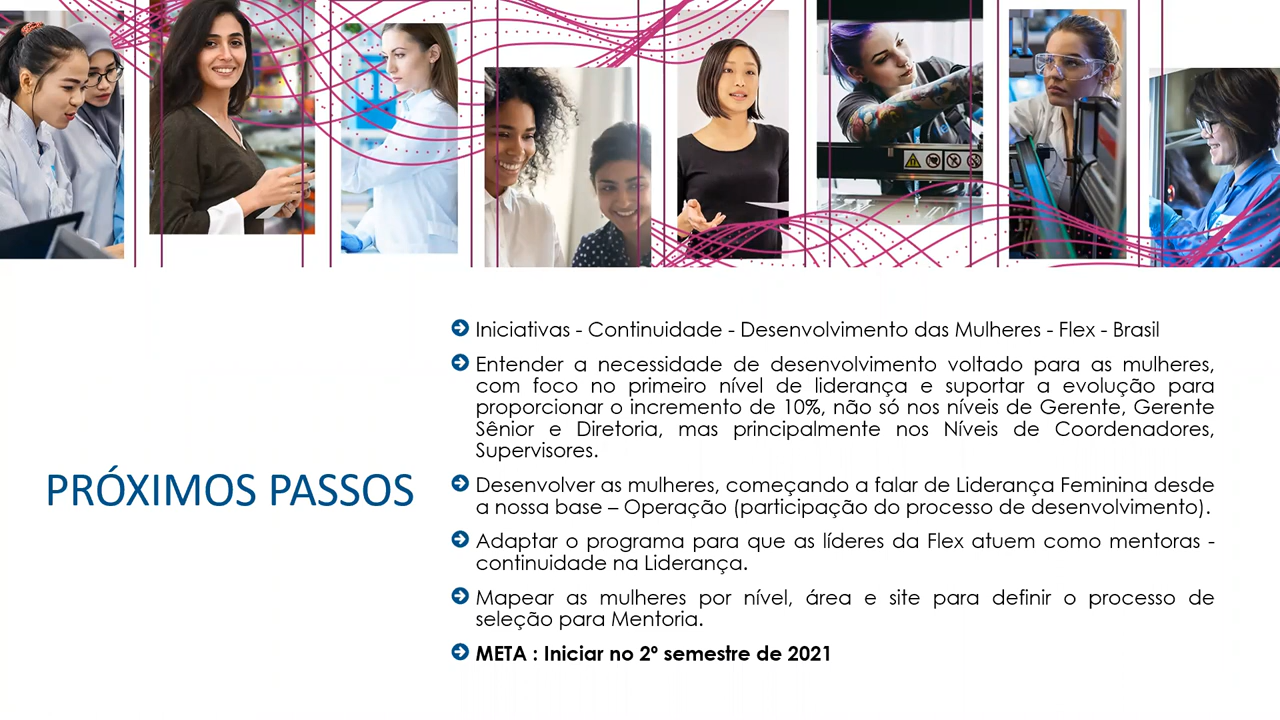 PRÓXIMOS PASSOS
Iniciativas - Continuidade - Desenvolvimento das Mulheres - Flex - Brasil
Entender a necessidade de desenvolvimento voltado para as mulheres,
com foco no primeiro nível de liderança e suportar a evolução para
proporcionar o incremento de 10%, não só nos níveis de Gerente, Gerente
Sênior e Diretoria, mas principalmente nos Níveis de Coordenadores,
Supervisores.
Desenvolver as mulheres, começando a falar de Liderança Feminina desde
a nossa base – Operação (participação do processo de desenvolvimento).
Adaptar o programa para que as líderes da Flex atuem como mentoras -
continuidade na Liderança.
Mapear as mulheres por nível, área e site para definir o processo de
seleção para Mentoria.
META : Iniciar no 2º semestre de 2021